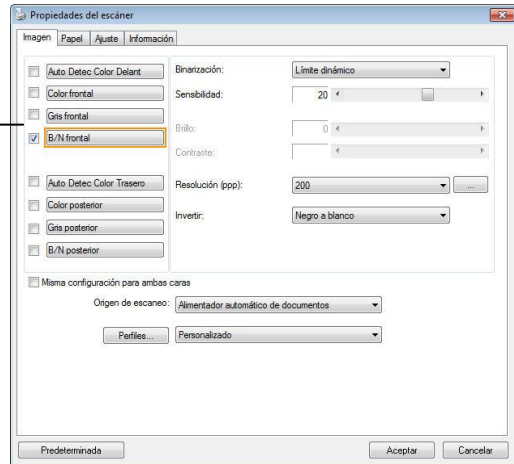 Propiedades del escáner
Imagen Papel Ajuste Información
Auto Detec Color Delant
Color frontal
Gris frontal
B/N frontal
Auto Detec Color Trasero
Color posterior
Gris posterior
B/N posterior
Binarización: Límite dinámico
Sensibilidad: 20
Brillo: 0
Contraste:
Resolución (ppp): 200 ...
Invertir: Negro a blanco
Misma configuración para ambas caras
Origen de escaneo: Alimentador automático de documentos
Perfiles... Personalizado
Predeterminada Aceptar Cancelar